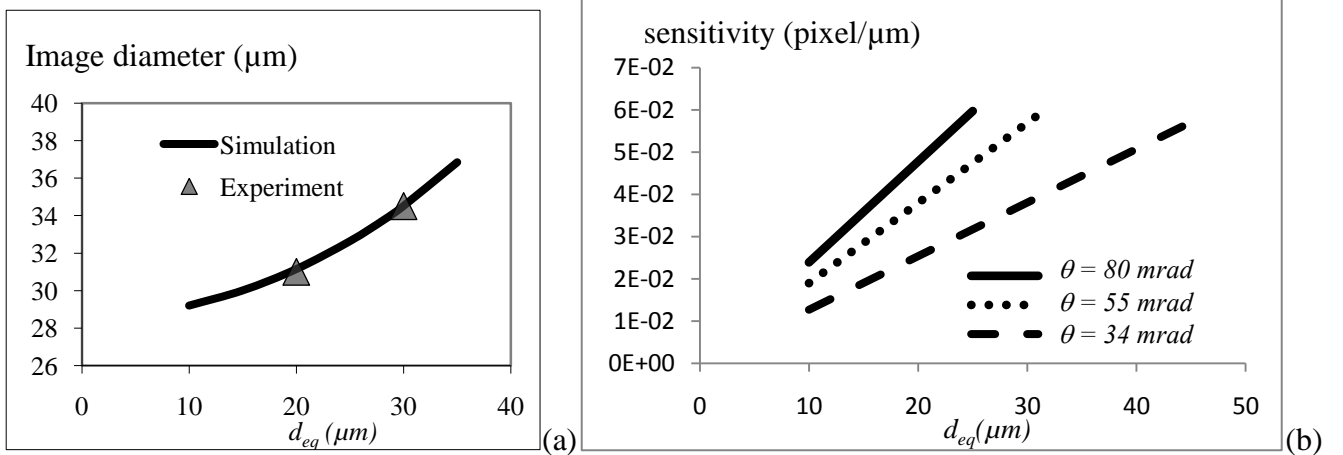 Image diameter (µm)
40
38
36
34
32
30
28
26
Simulation
Experiment
0 10 20 30 40
d_eq (µm)
(a)
sensitivity (pixel/µm)
7E-02
6E-02
5E-02
4E-02
3E-02
2E-02
1E-02
0E+00
θ = 80 mrad
θ = 55 mrad
θ = 34 mrad
0 10 20 30 40 50
d_eq(µm)
(b)